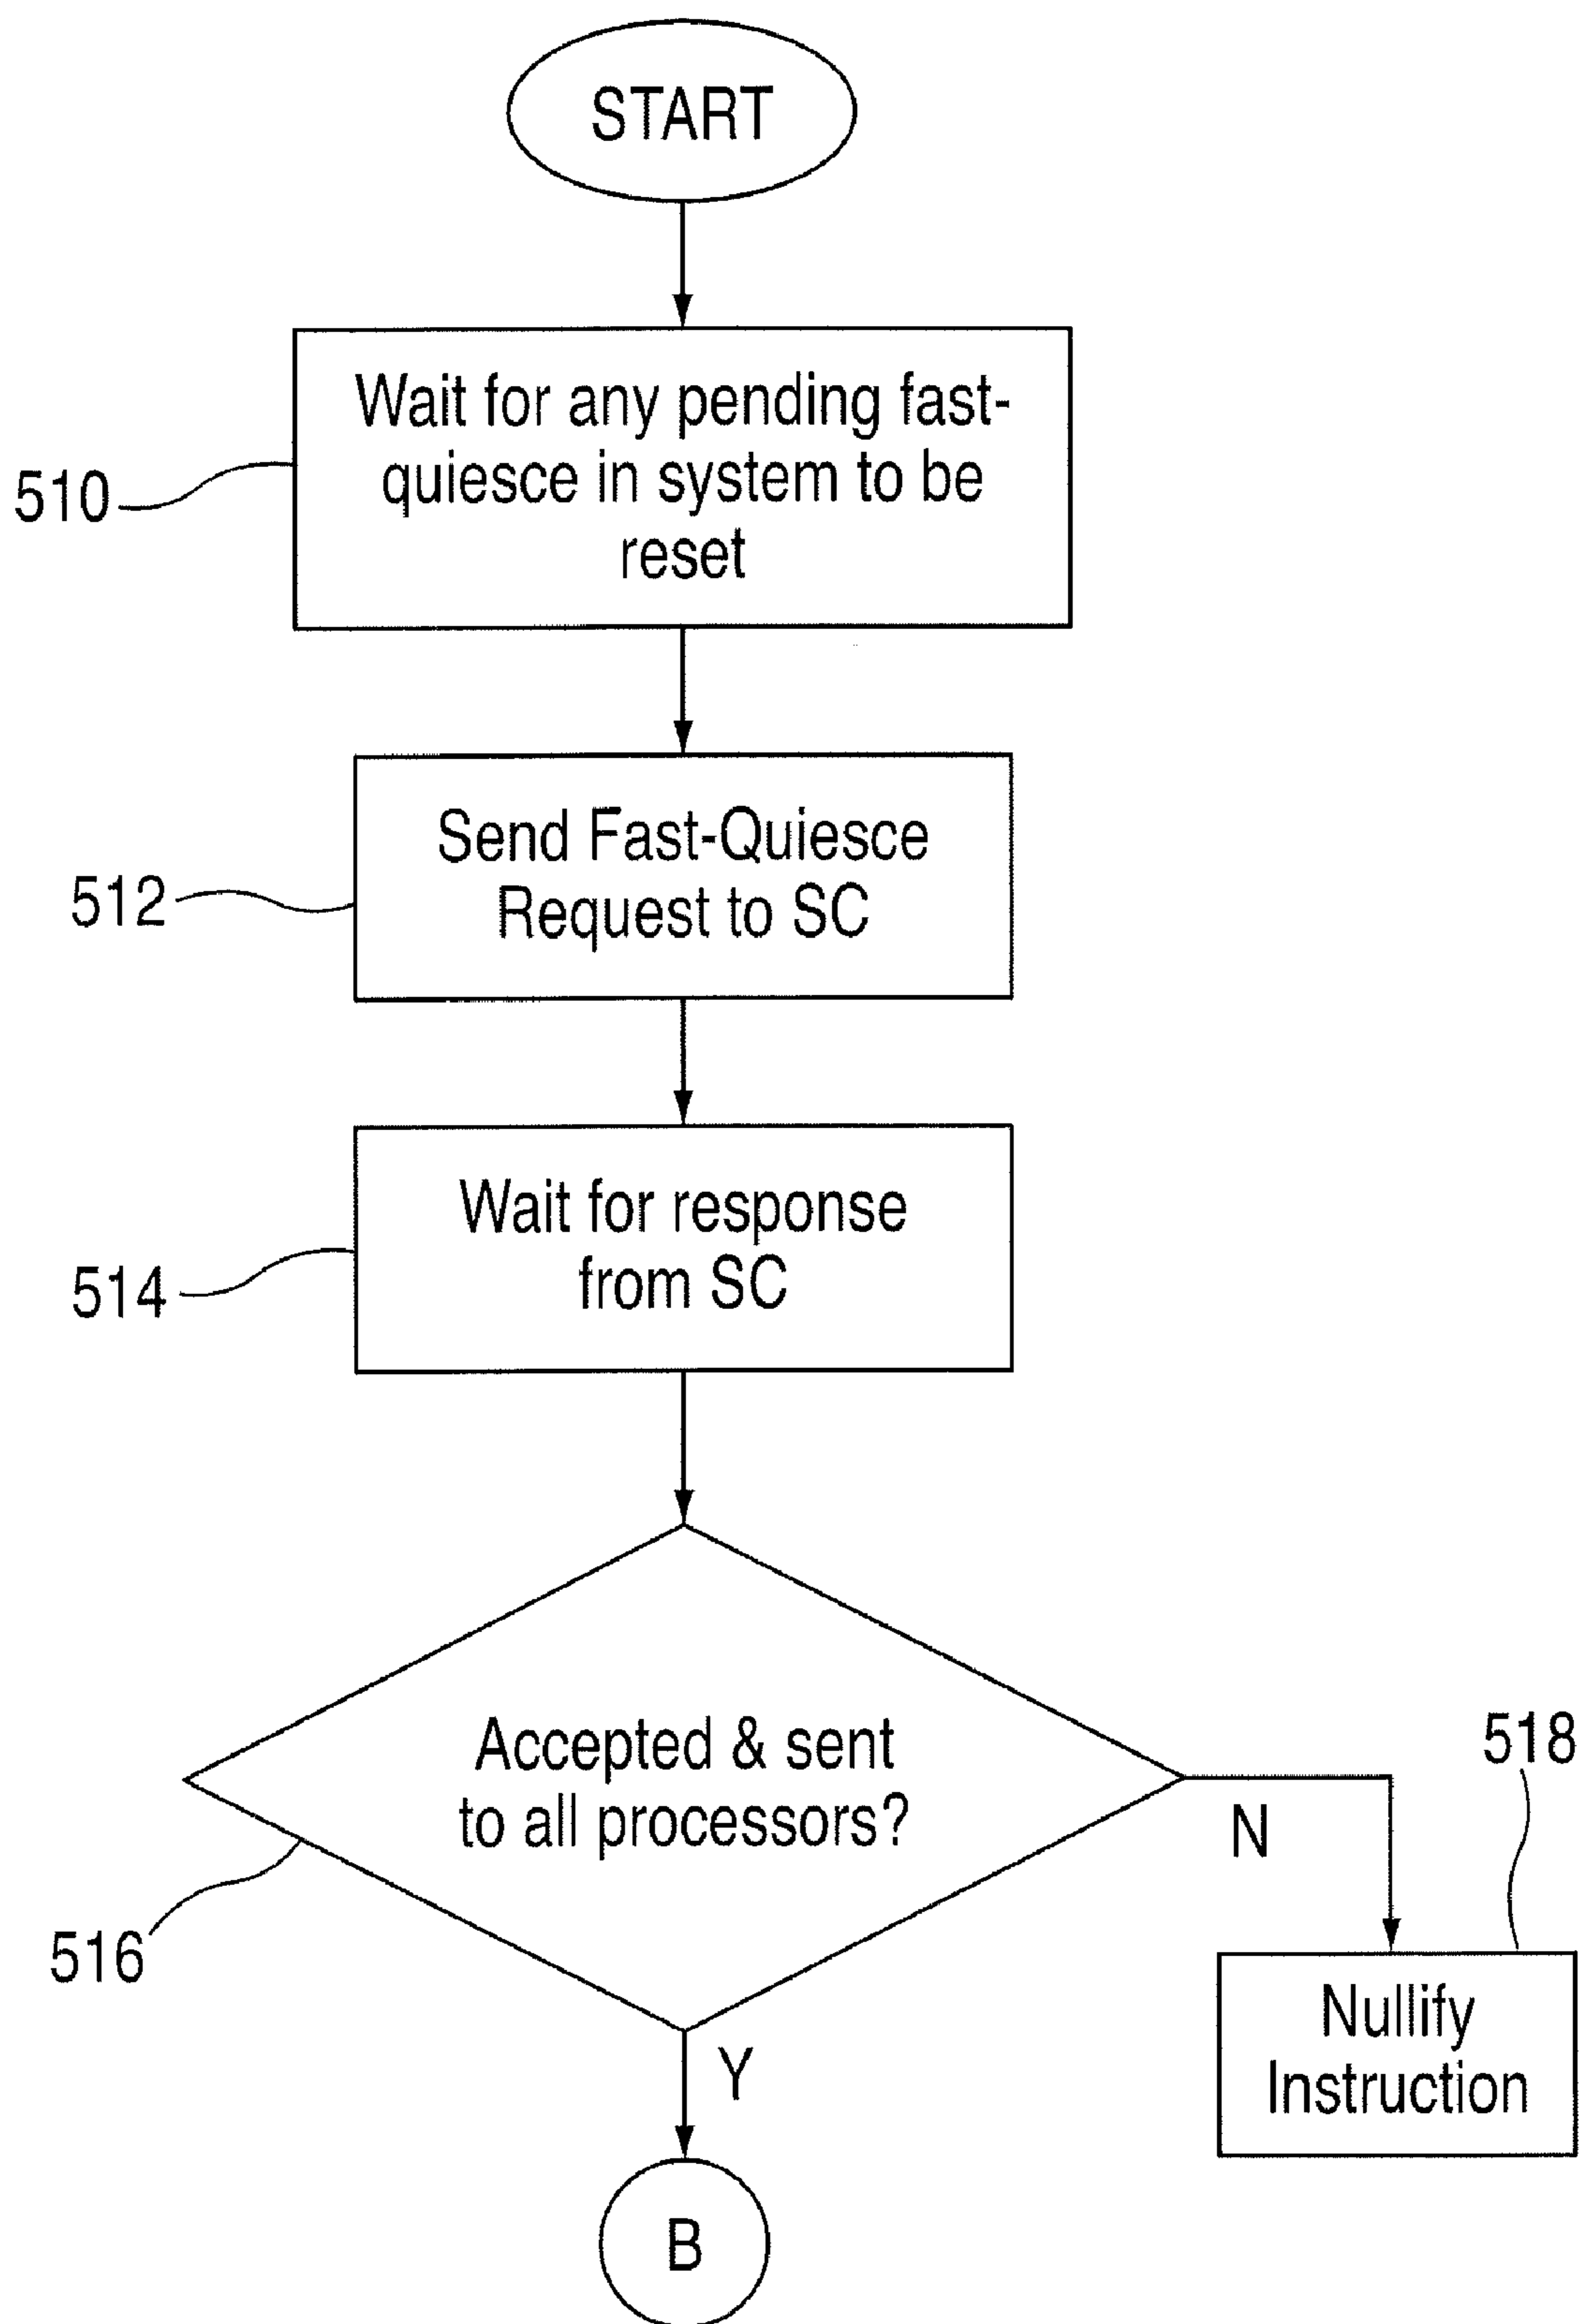 START
Wait for any pending fast-
quiesce in system to be
reset
510
Send Fast-Quiesce
Request to SC
512
Wait for response
from SC
514
Accepted & sent
to all processors?
516
N
518
Nullify
Instruction
Y
B